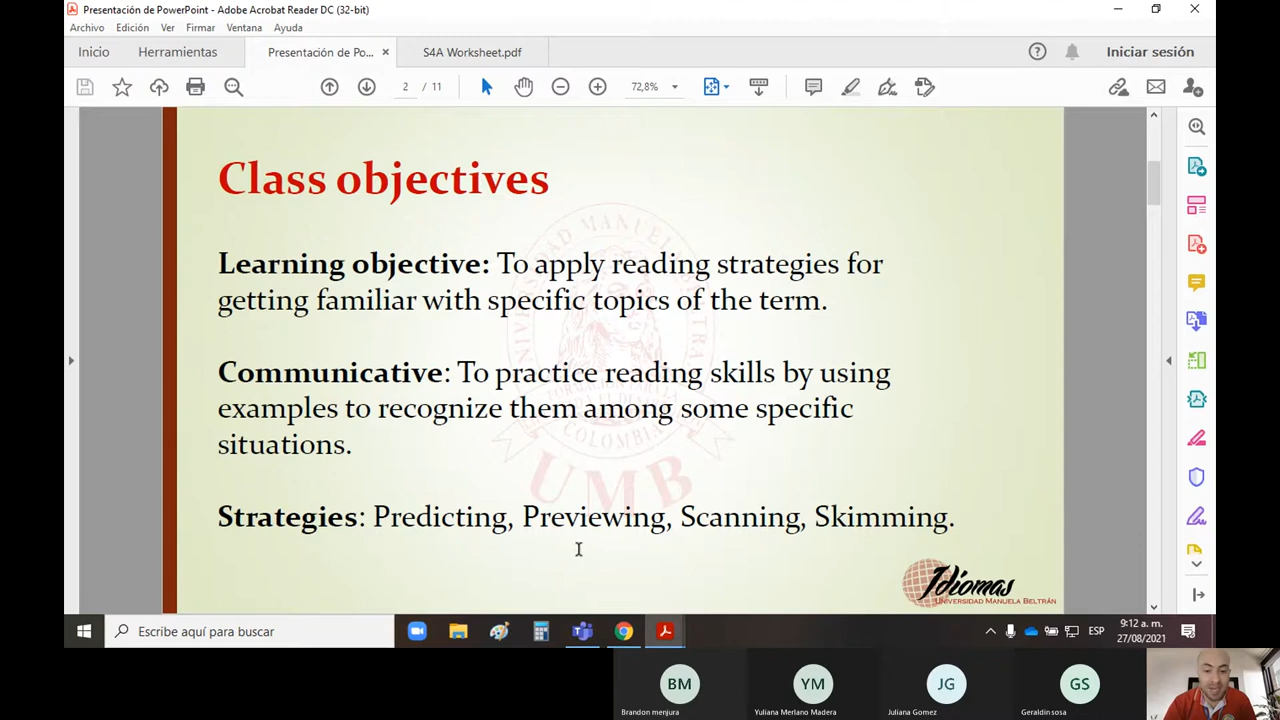 Presentación de PowerPoint - Adobe Acrobat Reader DC (32-bit)
Archivo Edición Ver Firmar Ventana Ayuda
Inicio Herramientas Presentación de Po... S4A Worksheet.pdf Iniciar sesión
2 / 11 72,8%
Class objectives
Learning objective: To apply reading strategies for
getting familiar with specific topics of the term.
Communicative: To practice reading skills by using
examples to recognize them among some specific
situations.
Strategies: Predicting, Previewing, Scanning, Skimming.
UMB
Idiomas
UNIVERSIDAD MANUELA BELTRÁN
Escribe aquí para buscar
ESP
9:12 a. m.
27/08/2021
BM YM JG GS
Brandon menjura Yuliana Merlano Madera Juliana Gomez Geraldin sosa